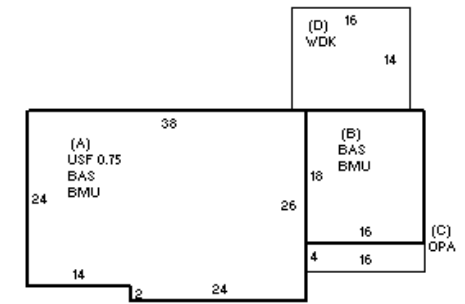 (D) 16
WDK
14
38
(A)
USF 0.75
BAS
BMU
(B)
BAS
BMU
18
24
26
16
(C)
OPA
4 16
14
2 24